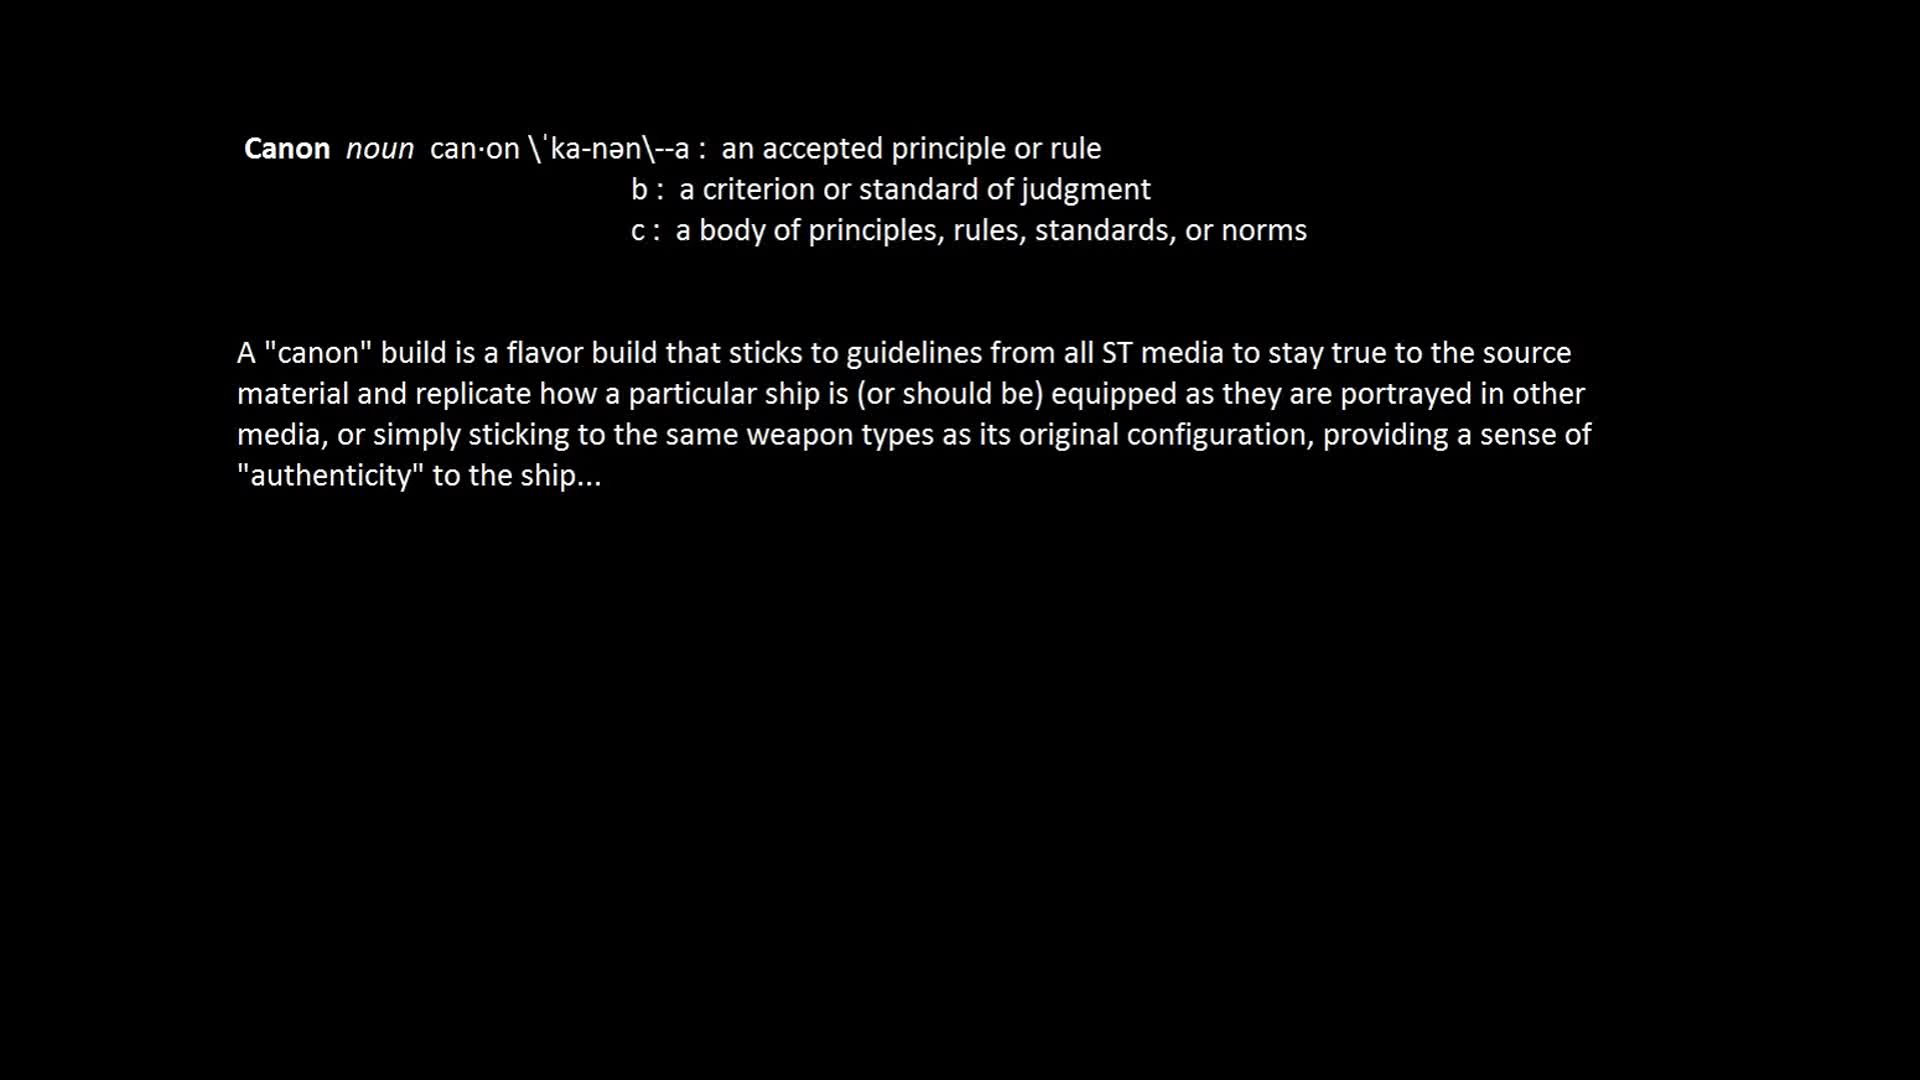 Canon noun can·on \ˈka-nən\--a : an accepted principle or rule
b : a criterion or standard of judgment
c : a body of principles, rules, standards, or norms
A "canon" build is a flavor build that sticks to guidelines from all ST media to stay true to the source
material and replicate how a particular ship is (or should be) equipped as they are portrayed in other
media, or simply sticking to the same weapon types as its original configuration, providing a sense of
"authenticity" to the ship...